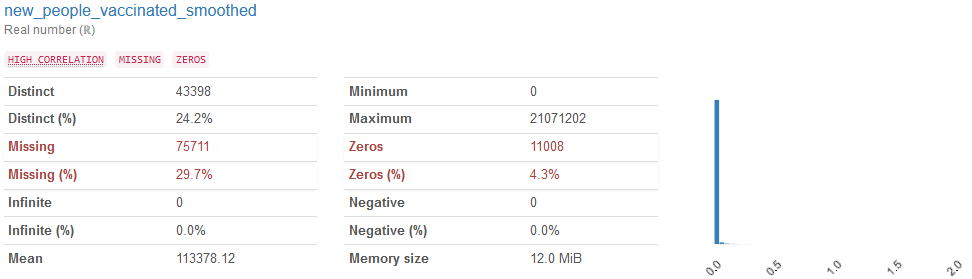 new_people_vaccinated_smoothed
Real number (ℝ)
HIGH CORRELATION MISSING ZEROS
Distinct 43398 Minimum 0
Distinct (%) 24.2% Maximum 21071202
Missing 75711 Zeros 11008
Missing (%) 29.7% Zeros (%) 4.3%
Infinite 0 Negative 0
Infinite (%) 0.0% Negative (%) 0.0%
Mean 113378.12 Memory size 12.0 MiB
0.0 0.5 1.0 1.5 2.0